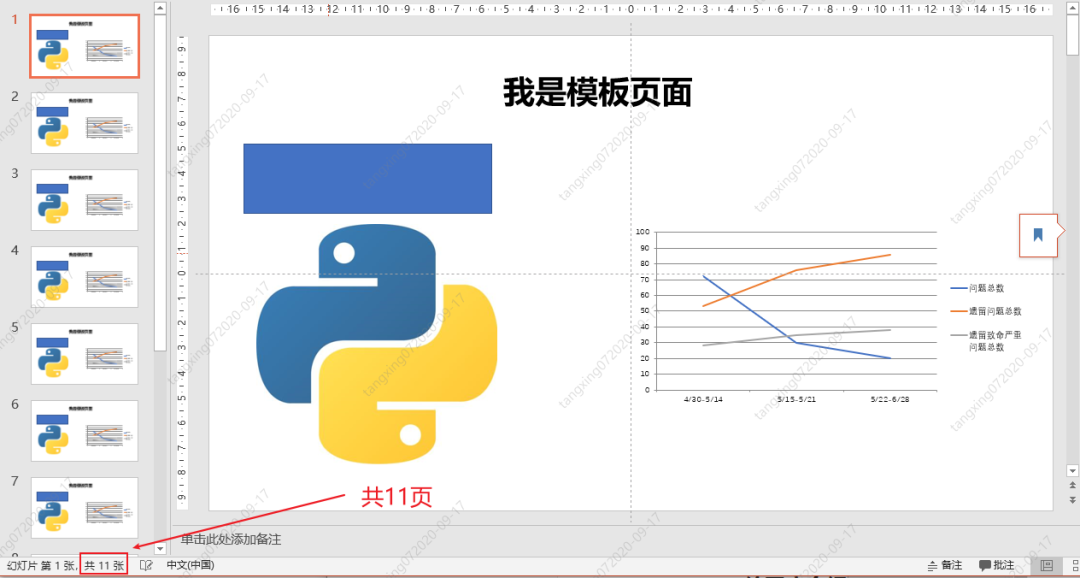 16 15 14 13 12 11 10 9 8 7 6 5 4 3 2 1 0 1 2 3 4 5 6 7 8 9 10 11 12 13 14 15 16
1
2
3
4
5
6
7
我是模板页面
100
90
80
70
60
50
40
30
20
10
0
4/30-5/14
5/15-5/21
5/22-6/28
问题总数
遗留问题总数
遗留致命严重
问题总数
共11页
单击此处添加备注
幻灯片 第 1 张, 共 11 张
中文(中国)
备注
批注
tangxing072020-09-17